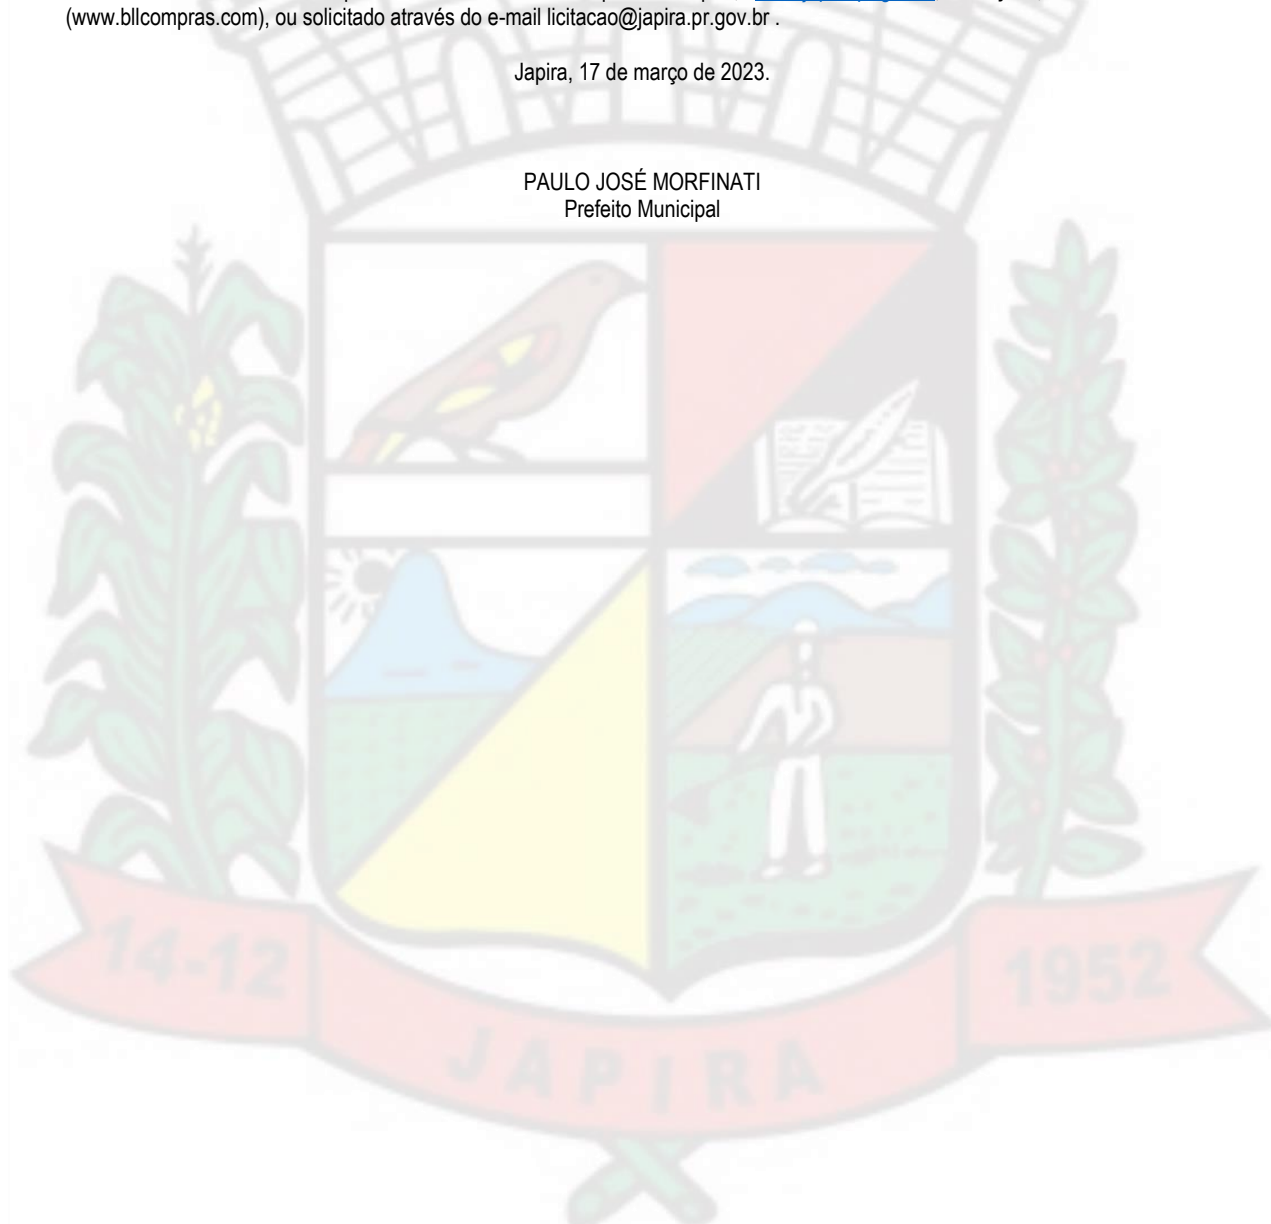 (www.bllcompras.com), ou solicitado através do e-mail licitacao@japira.pr.gov.br .
Japira, 17 de março de 2023.
PAULO JOSÉ MORFINATI
Prefeito Municipal
14-12
JAPIRA
1952